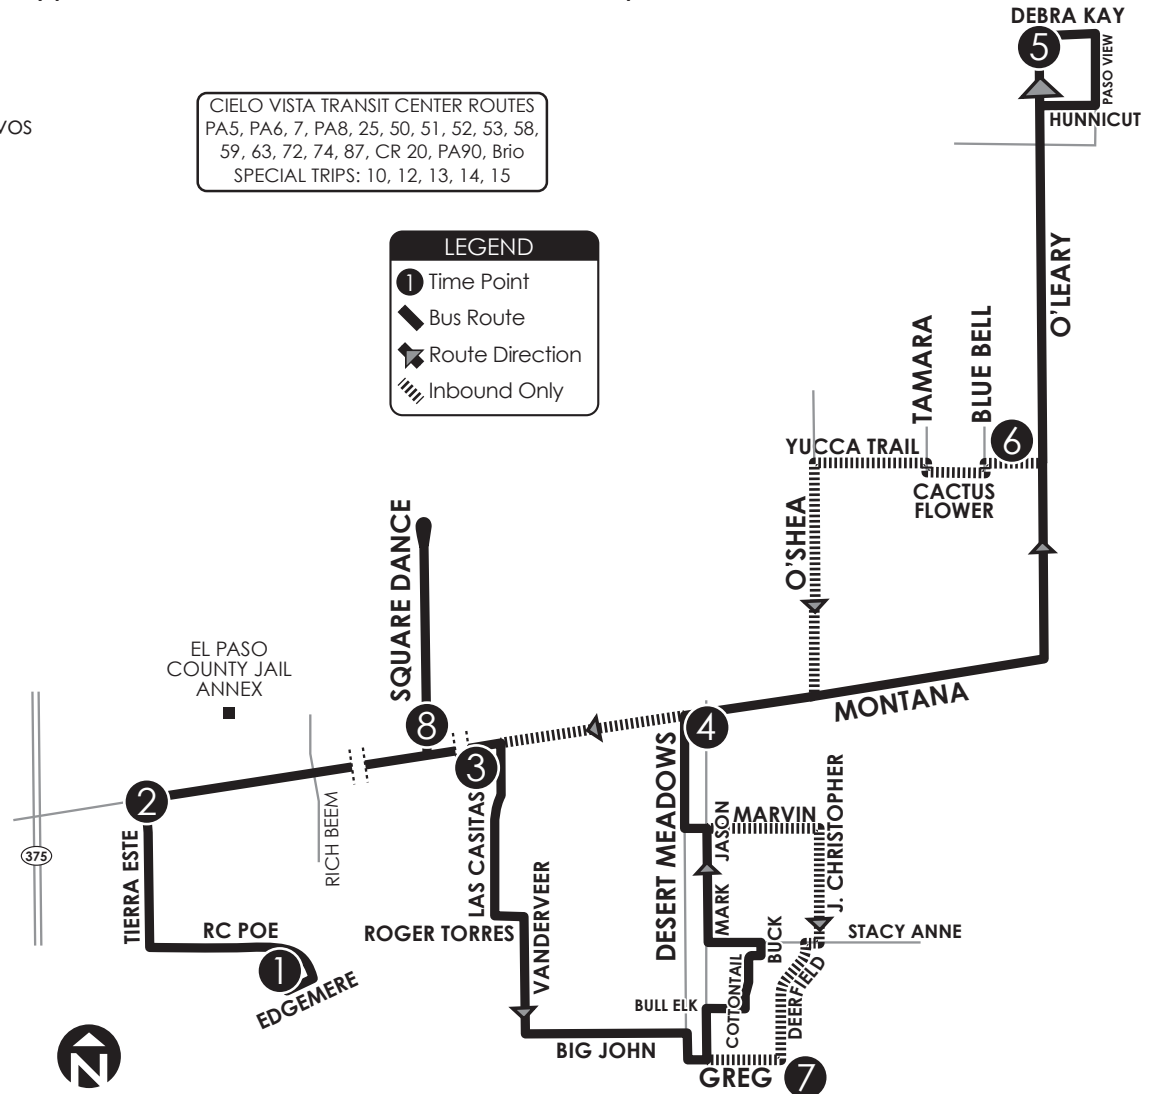 DEBRA KAY
5
PASO VIEW
HUNNICUT
VOS
CIELO VISTA TRANSIT CENTER ROUTES
PA5, PA6, 7, PA8, 25, 50, 51, 52, 53, 58,
59, 63, 72, 74, 87, CR 20, PA90, Brio
SPECIAL TRIPS: 10, 12, 13, 14, 15
LEGEND
1 Time Point
Bus Route
Route Direction
Inbound Only
O'LEARY
TAMARA
BLUE BELL
6
YUCCA TRAIL
CACTUS
FLOWER
O'SHEA
SQUARE DANCE
EL PASO
COUNTY JAIL
ANNEX
MONTANA
8
4
3
2
375
TIERRA ESTE
RICH BEEM
LAS CASITAS
DESERT MEADOWS
JASON
MARK
MARVIN
J. CHRISTOPHER
RC POE
1
EDGEMERE
ROGER TORRES
VANDERVEER
BUCK
STACY ANNE
COTTONTAIL
DEERFIELD
BULL ELK
BIG JOHN
GREG
7
N